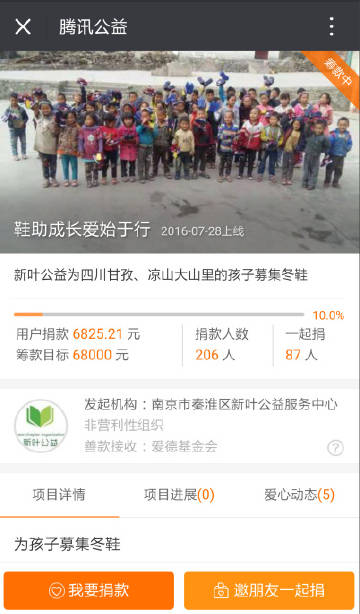 腾讯公益
筹款中
鞋助成长爱始于行 2016-07-28上线
新叶公益为四川甘孜、凉山大山里的孩子募集冬鞋
10.0%
用户捐款 6825.21 元 捐款人数 一起捐
筹款目标 68000 元 206 人 87 人
发起机构：南京市秦淮区新叶公益服务中心
非营利性组织
善款接收：爱德基金会
新叶公益
项目详情 项目进展(0) 爱心动态(5)
为孩子募集冬鞋
我要捐款 邀朋友一起捐